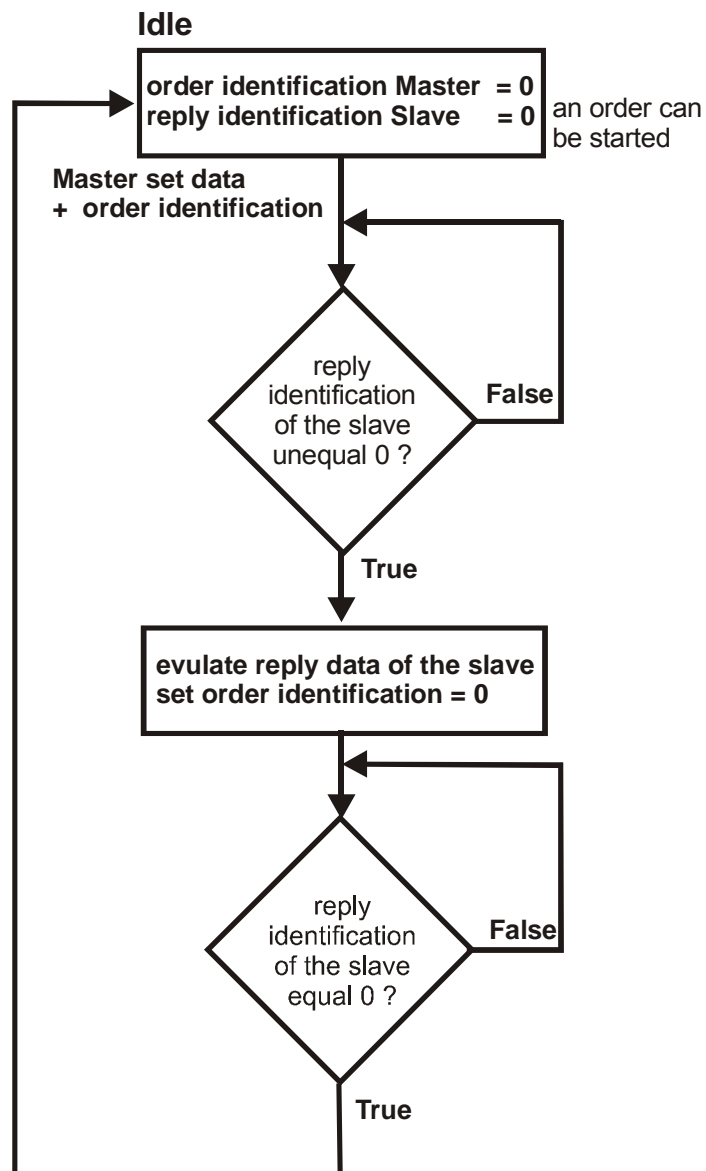 Idle
order identification Master = 0
reply identification Slave = 0
an order can
be started
Master set data
+ order identification
reply
identification
of the slave
unequal 0 ?
False
True
evulate reply data of the slave
set order identification = 0
reply
identification
of the slave
equal 0 ?
False
True